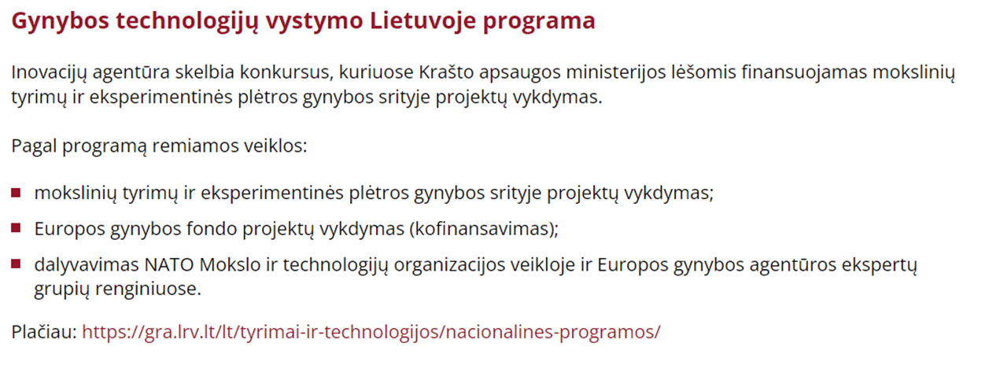 Gynybos technologijų vystymo Lietuvoje programa
Inovacijų agentūra skelbia konkursus, kuriuose Krašto apsaugos ministerijos lėšomis finansuojamas mokslinių
tyrimų ir eksperimentinės plėtros gynybos srityje projektų vykdymas.
Pagal programą remiamos veiklos:
mokslinių tyrimų ir eksperimentinės plėtros gynybos srityje projektų vykdymas;
Europos gynybos fondo projektų vykdymas (kofinansavimas);
dalyvavimas NATO Mokslo ir technologijų organizacijos veikloje ir Europos gynybos agentūros ekspertų
grupių renginiuose.
Plačiau: https://gra.lrv.lt/lt/tyrimai-ir-technologijos/nacionalines-programos/